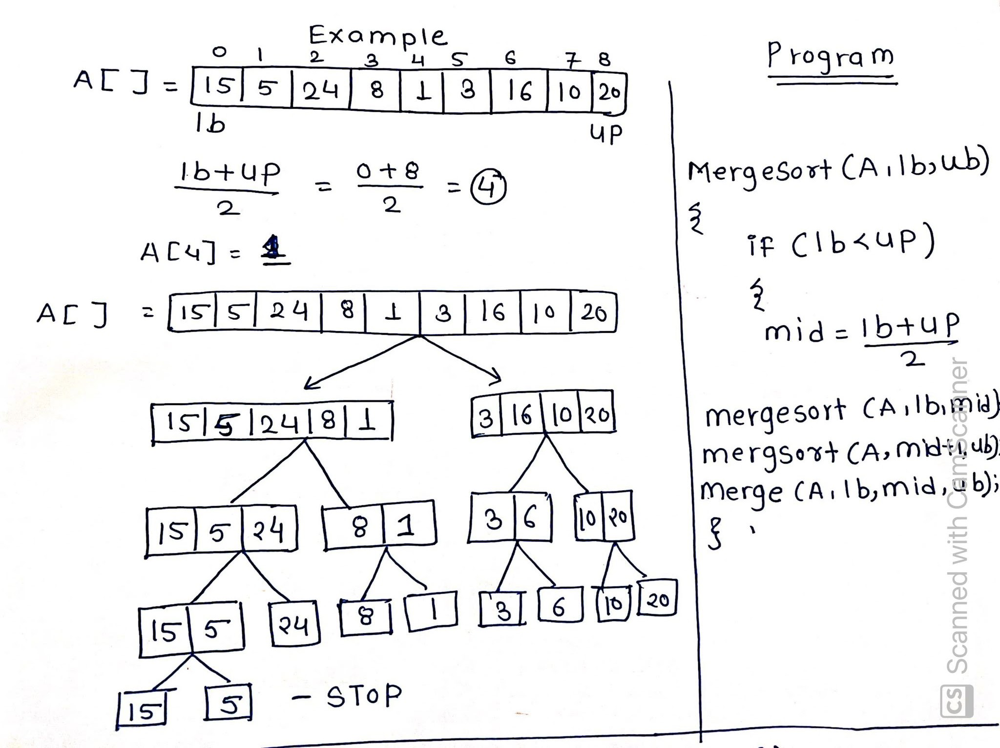 Example
0 1 2 3 4 5 6 7 8
A[ ] = 15 5 24 8 1 3 16 10 20
lb up
lb+up / 2 = 0+8 / 2 = 4
A[4] = 1
A[ ] = 15 5 24 8 1 3 16 10 20
15 5 24 8 1 3 16 10 20
15 5 24 8 1 3 6 10 20
15 5 24 8 1 3 6 10 20
15 5 - STOP
Program
MergeSort (A, lb, ub)
{
if (lb<up)
{
mid = lb+up / 2
mergesort (A, lb, mid)
mergsort (A, mid+1, ub);
Merge (A, lb, mid, ub);
}
CS Scanned with CamScanner